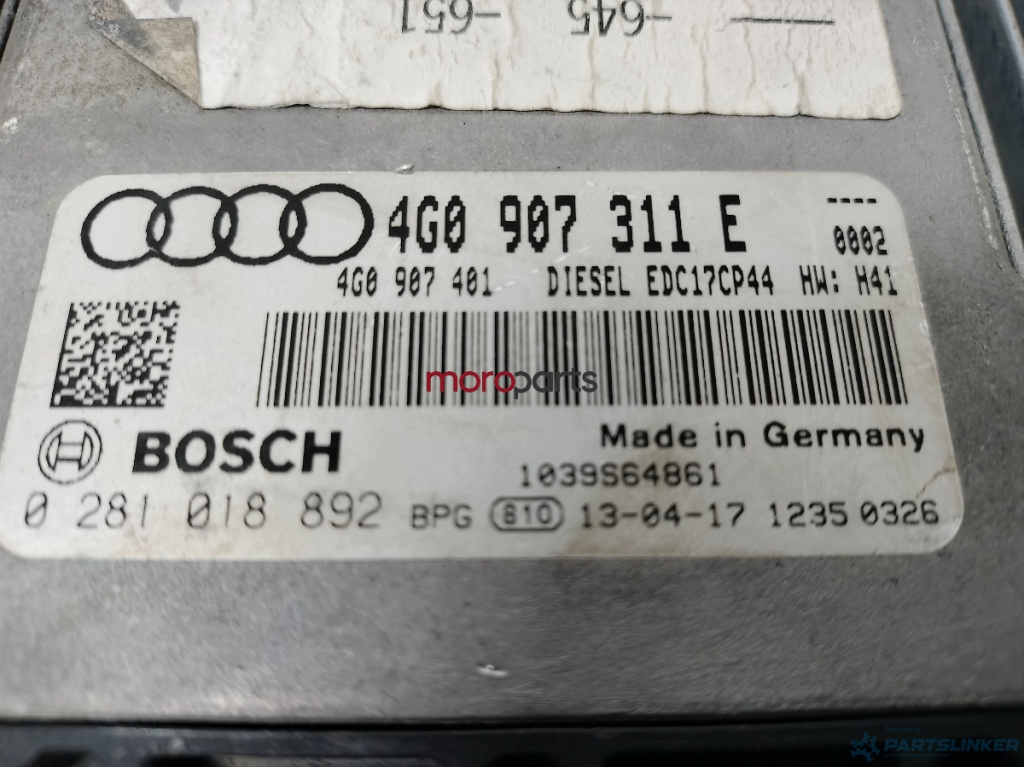 -645 -651
4G0 907 311 E ----
0002
4G0 907 401 DIESEL EDC17CP44 HW: H41
moroparts
BOSCH
Made in Germany
1039S64861
0 281 018 892 BPG 610 13-04-17 1235 0326
PARTSLINKER